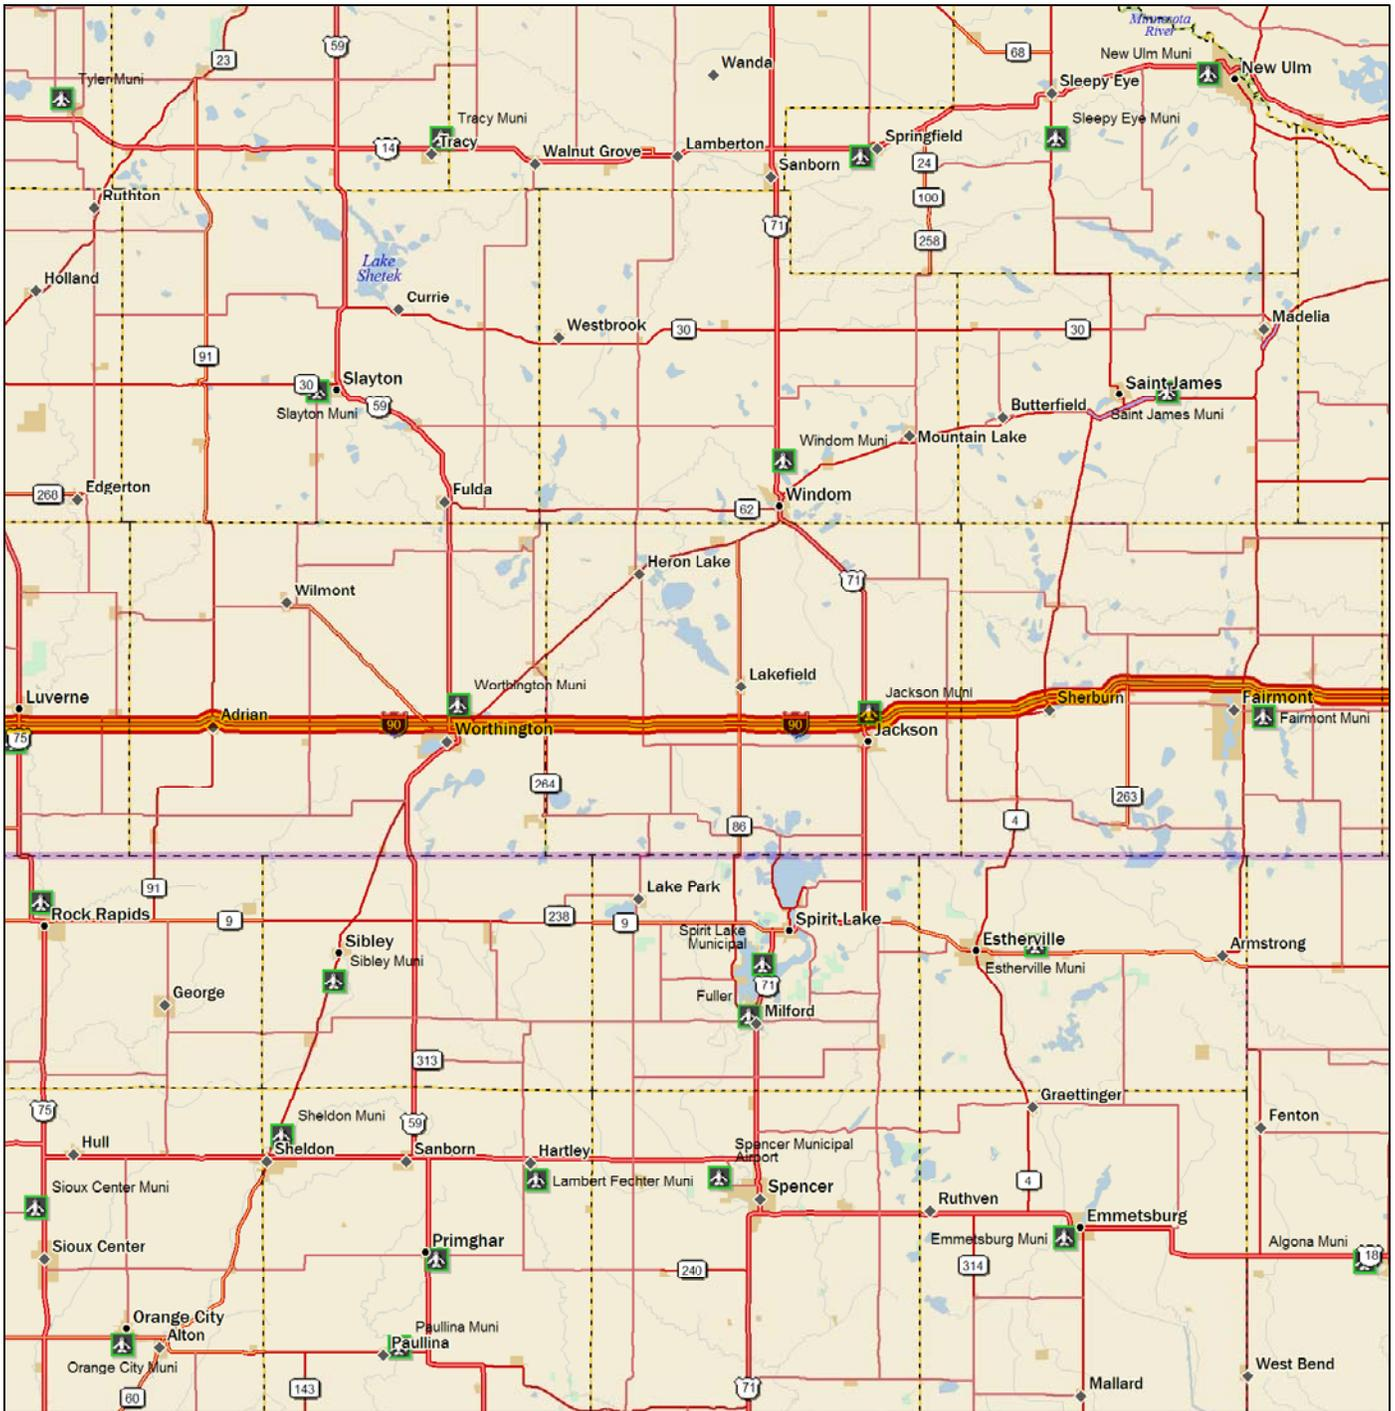 Minnesota
River
23
59
68
New Ulm Muni
Wanda
New Ulm
Tyler Muni
Sleepy Eye
Tracy Muni
Sleepy Eye Muni
14
Tracy
Walnut Grove
Lamberton
Springfield
Sanborn
24
Ruthton
100
71
258
Lake
Shetek
Holland
Currie
Westbrook
30
30
Madelia
91
30
Slayton
Saint James
59
Slayton Muni
Butterfield
Saint James Muni
Windom Muni
Mountain Lake
268
Edgerton
Fulda
Windom
62
Heron Lake
71
Wilmont
Lakefield
Worthington Muni
Jackson Muni
Luverne
Sherburn
Fairmont
Adrian
90
90
Fairmont Muni
75
Worthington
Jackson
264
263
86
4
91
Lake Park
Rock Rapids
9
238
9
Spirit Lake
Spirit Lake
Municipal
Sibley
Estherville
Armstrong
Sibley Muni
Estherville Muni
George
Fuller
71
Milford
313
Graettinger
75
Sheldon Muni
59
Fenton
Hull
Sheldon
Sanborn
Hartley
Spencer Municipal
Airport
Sioux Center Muni
Lambert Fechter Muni
Spencer
4
Ruthven
Emmetsburg
Sioux Center
Primghar
Emmetsburg Muni
Algona Muni
18
240
314
Orange City
Alton
Paullina Muni
Paullina
Orange City Muni
West Bend
60
143
71
Mallard